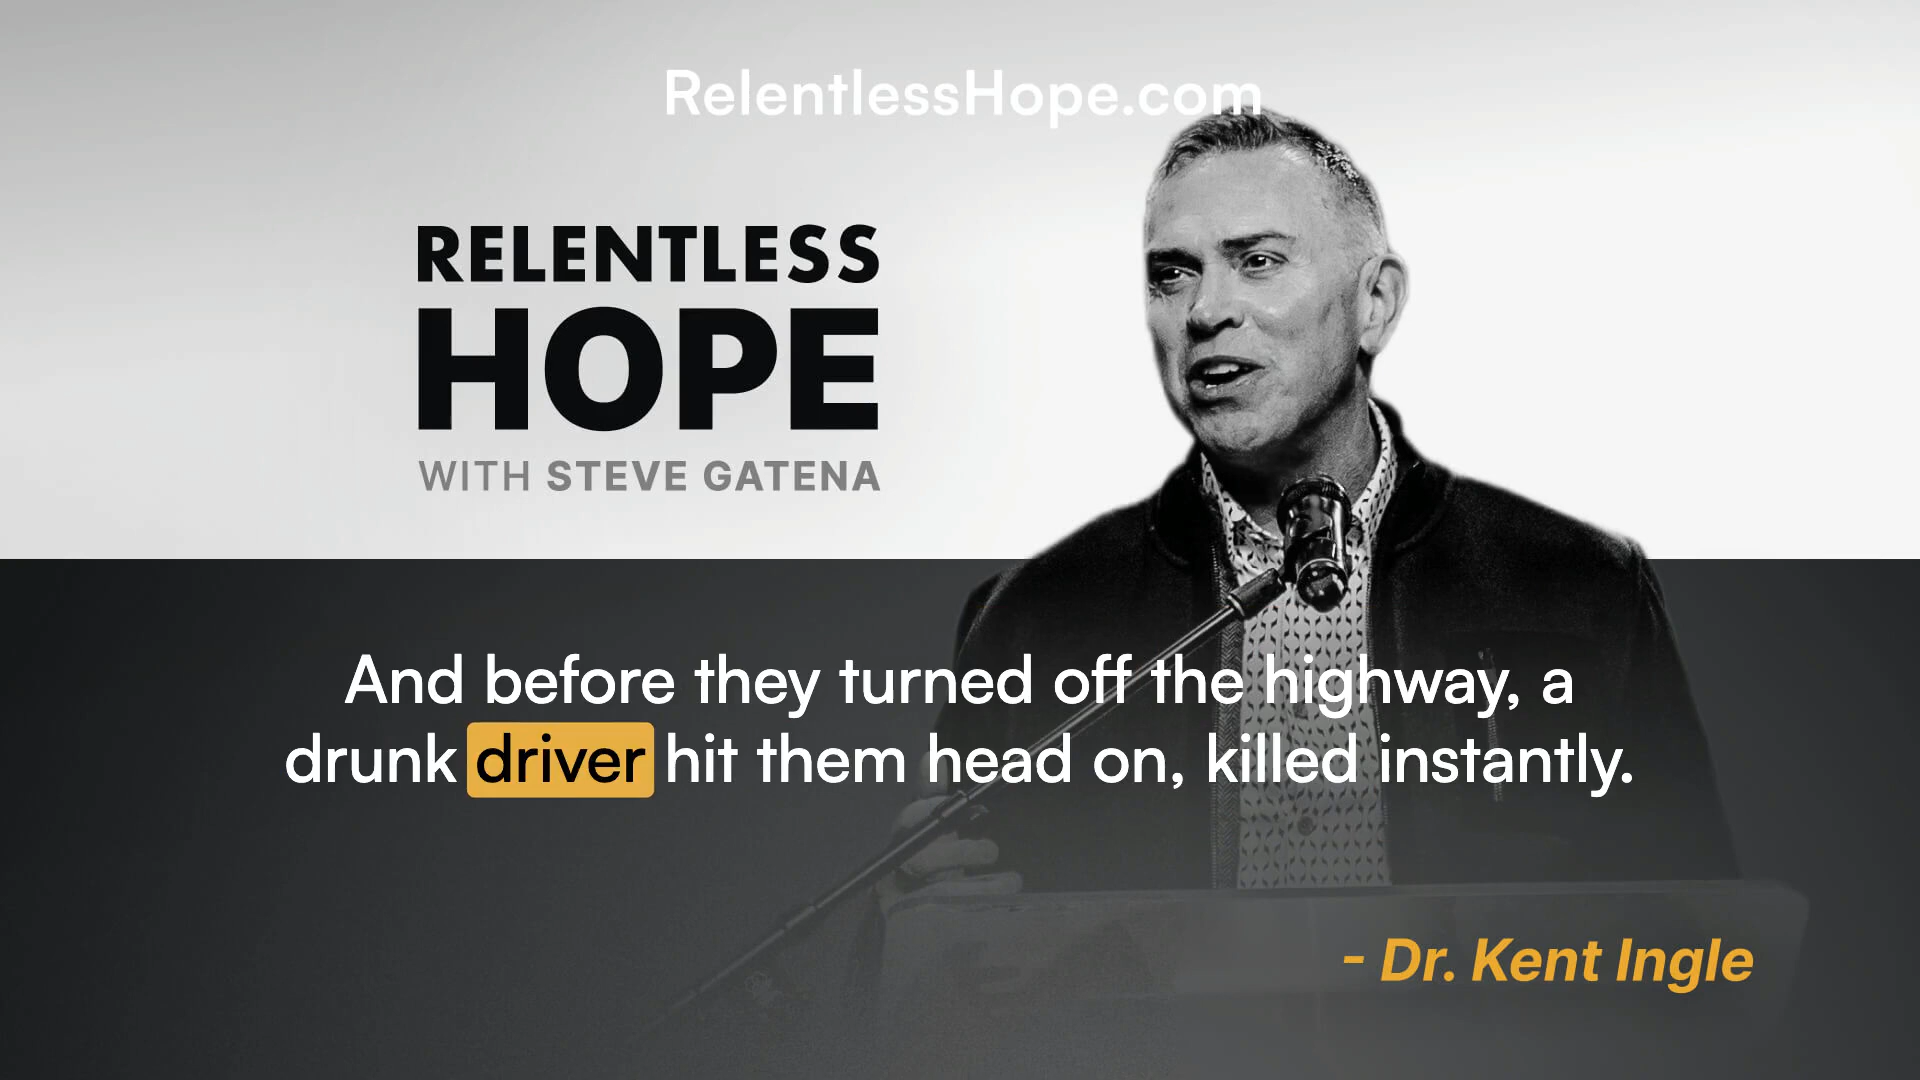 RelentlessHope.com
RELENTLESS
HOPE
WITH STEVE GATENA
And before they turned off the highway, a
drunk driver hit them head on, killed instantly.
- Dr. Kent Ingle